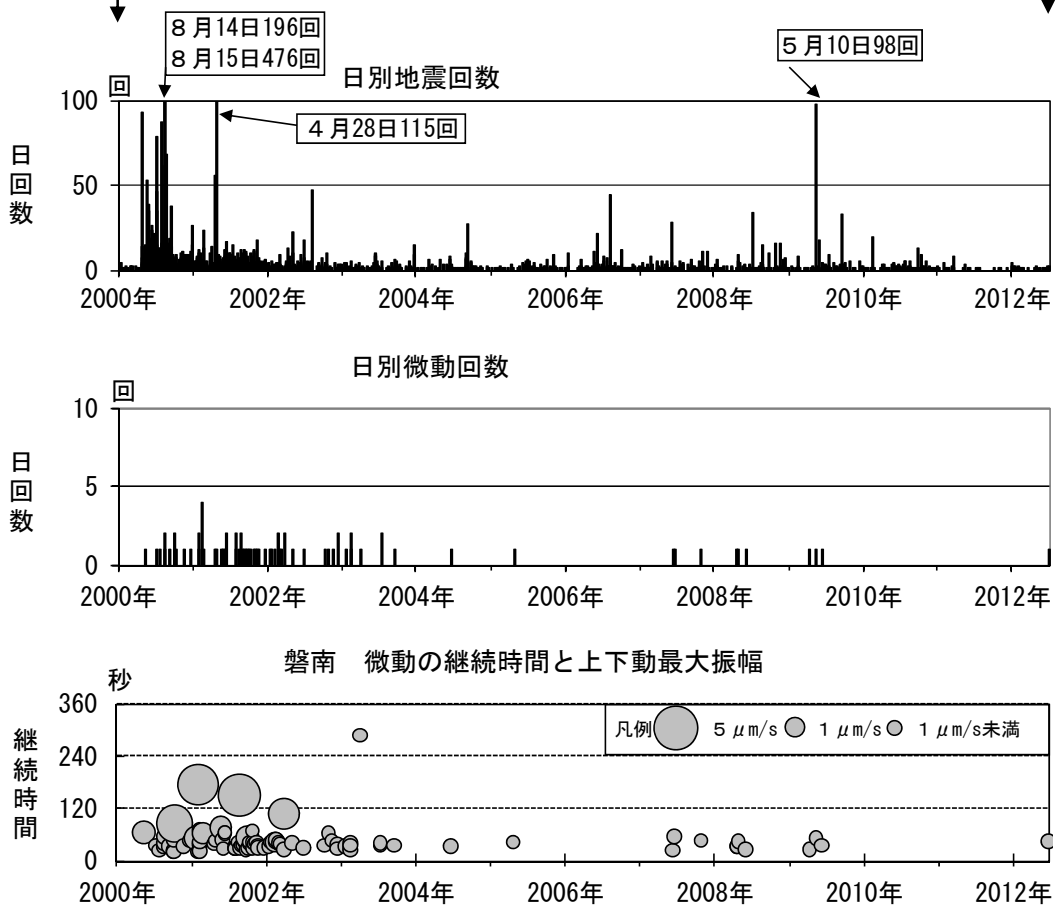 ８月14日196回
８月15日476回
５月10日98回
日別地震回数
回
４月28日115回
日回数
100
50
0
2000年 2002年 2004年 2006年 2008年 2010年 2012年
日別微動回数
回
日回数
10
5
0
2000年 2002年 2004年 2006年 2008年 2010年 2012年
磐南　微動の継続時間と上下動最大振幅
秒
継続時間
360
240
120
0
凡例 ５μm/s １μm/s １μm/s未満
2000年 2002年 2004年 2006年 2008年 2010年 2012年